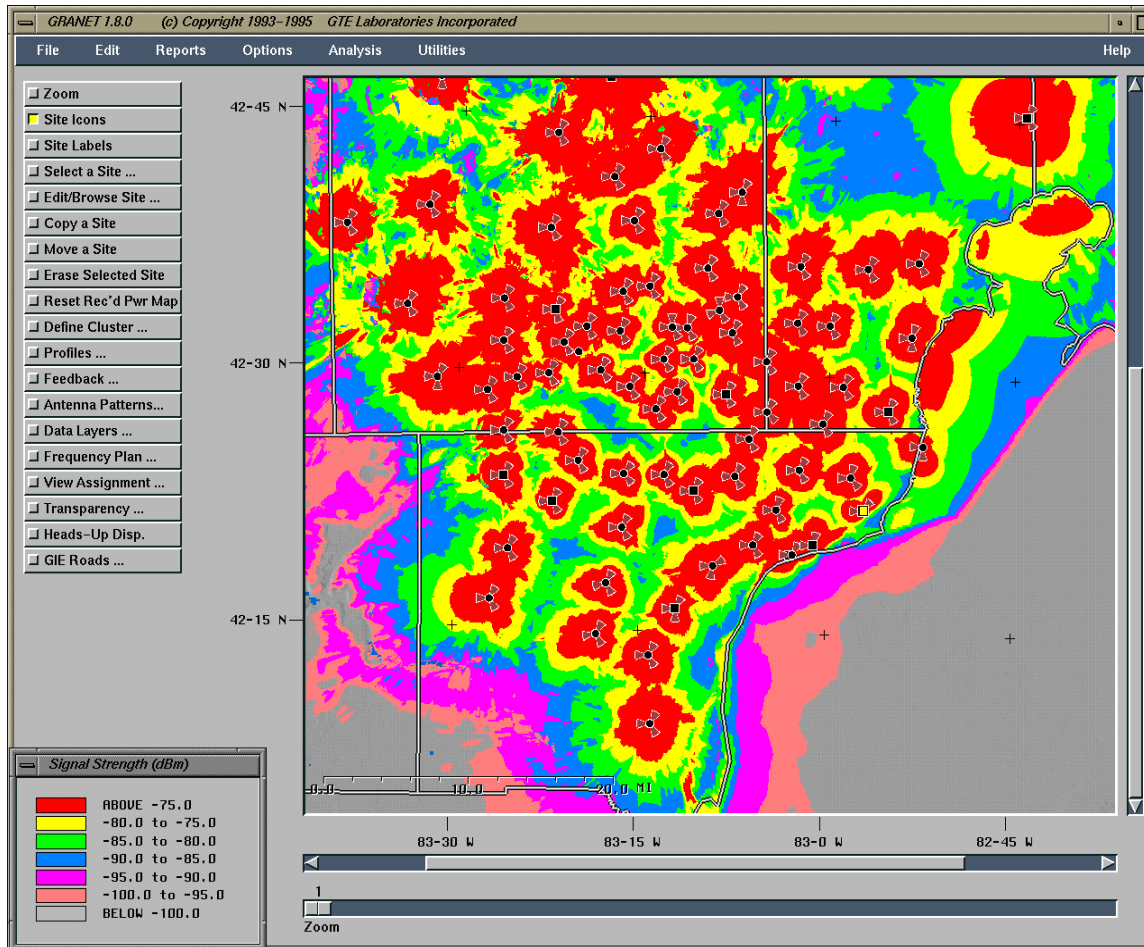 GRANET 1.8.0 (c) Copyright 1993-1995 GTE Laboratories Incorporated
File Edit Reports Options Analysis Utilities Help
Zoom
Site Icons
Site Labels
Select a Site ...
Edit/Browse Site ...
Copy a Site
Move a Site
Erase Selected Site
Reset Rec'd Pwr Map
Define Cluster ...
Profiles ...
Feedback ...
Antenna Patterns...
Data Layers ...
Frequency Plan ...
View Assignment ...
Transparency ...
Heads-Up Disp.
GIE Roads ...
42-45 N
42-30 N
42-15 N
0.0 10.0 20.0 MI
83-30 W 83-15 W 83-0 W 82-45 W
1
Zoom
Signal Strength (dBm)
ABOVE -75.0
-80.0 to -75.0
-85.0 to -80.0
-90.0 to -85.0
-95.0 to -90.0
-100.0 to -95.0
BELOW -100.0